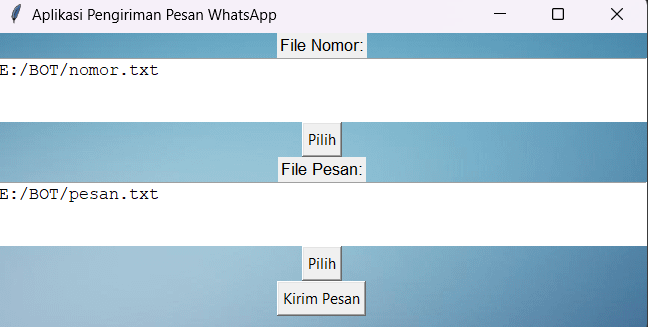 Aplikasi Pengiriman Pesan WhatsApp
File Nomor:
E:/BOT/nomor.txt
Pilih
File Pesan:
E:/BOT/pesan.txt
Pilih
Kirim Pesan